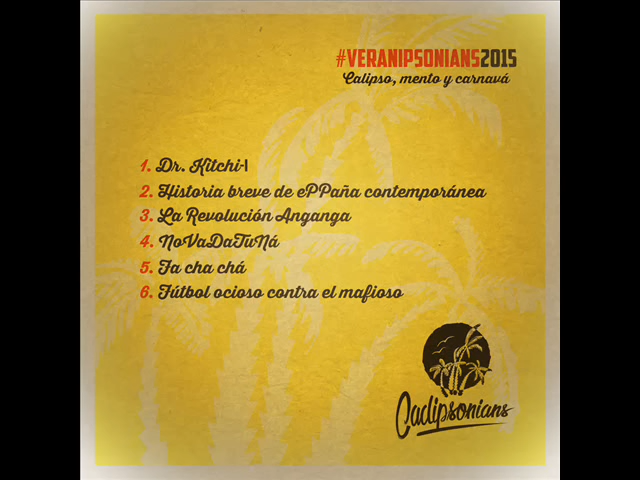 #VERANIPSONIANS2015
Calipso, mento y carnavá
1. Dr. Kitchi-I
2. Historia breve de ePPaña contemporánea
3. La Revolución Anganga
4. NoVaDaTuNá
5. Fa cha chá
6. Fútbol ocioso contra el mafioso
Cadipsonians